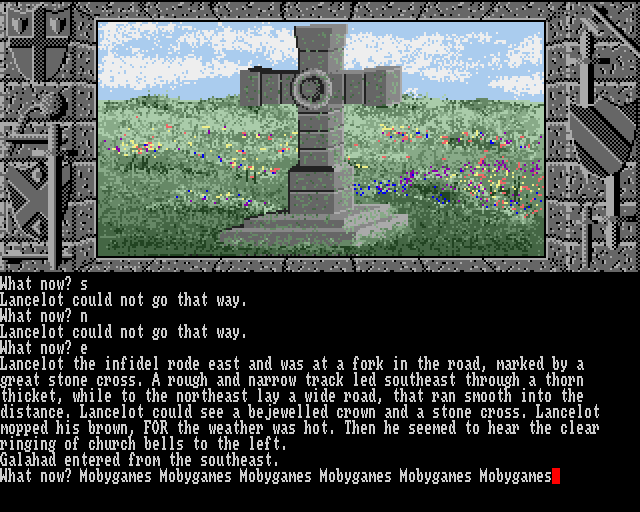 What now? s
Lancelot could not go that way.
What now? n
Lancelot could not go that way.
What now? e
Lancelot the infidel rode east and was at a fork in the road, marked by a
great stone cross. A rough and narrow track led southeast through a thorn
thicket, while to the northeast lay a wide road, that ran smooth into the
distance. Lancelot could see a bejewelled crown and a stone cross. Lancelot
mopped his brown, FOR the weather was hot. Then he seemed to hear the clear
ringing of church bells to the left.
Galahad entered from the southeast.
What now? Mobygames Mobygames Mobygames Mobygames Mobygames Mobygames